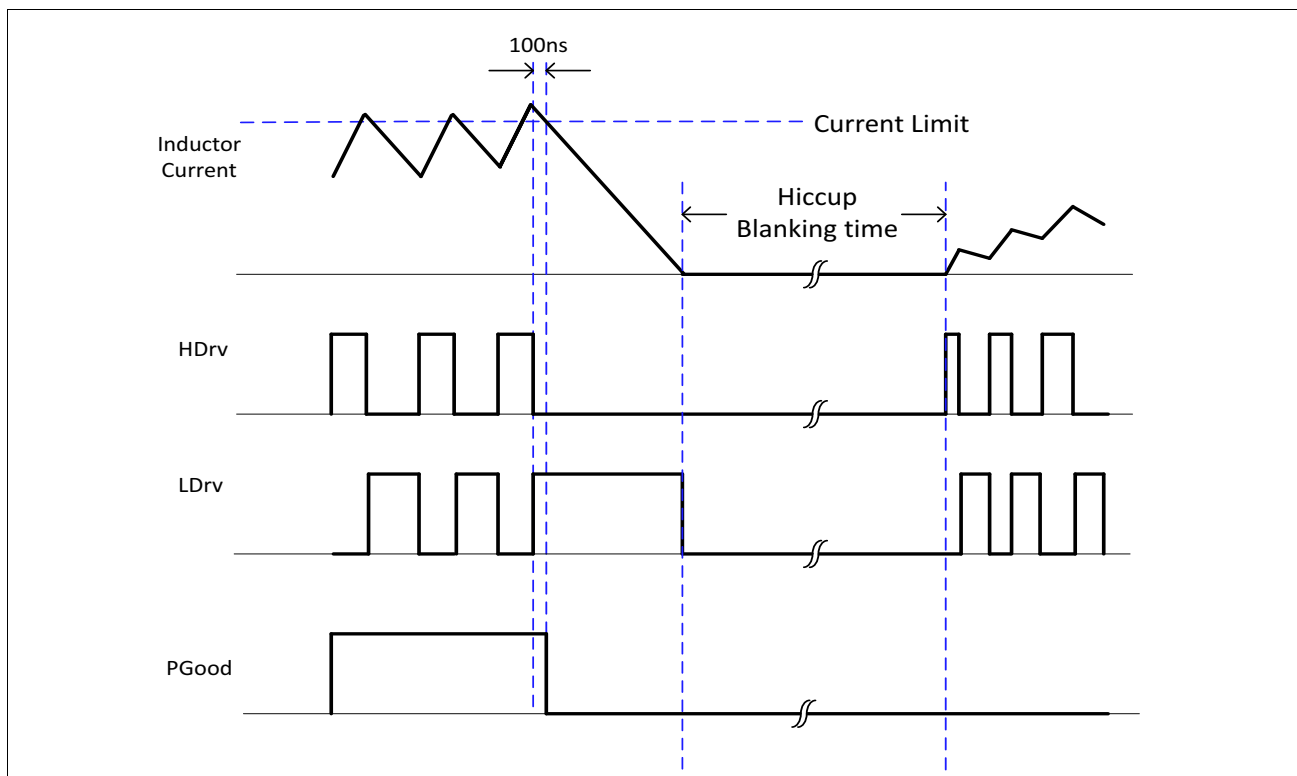 100ns
Current Limit
Inductor
Current
Hiccup
Blanking time
HDrv
LDrv
PGood